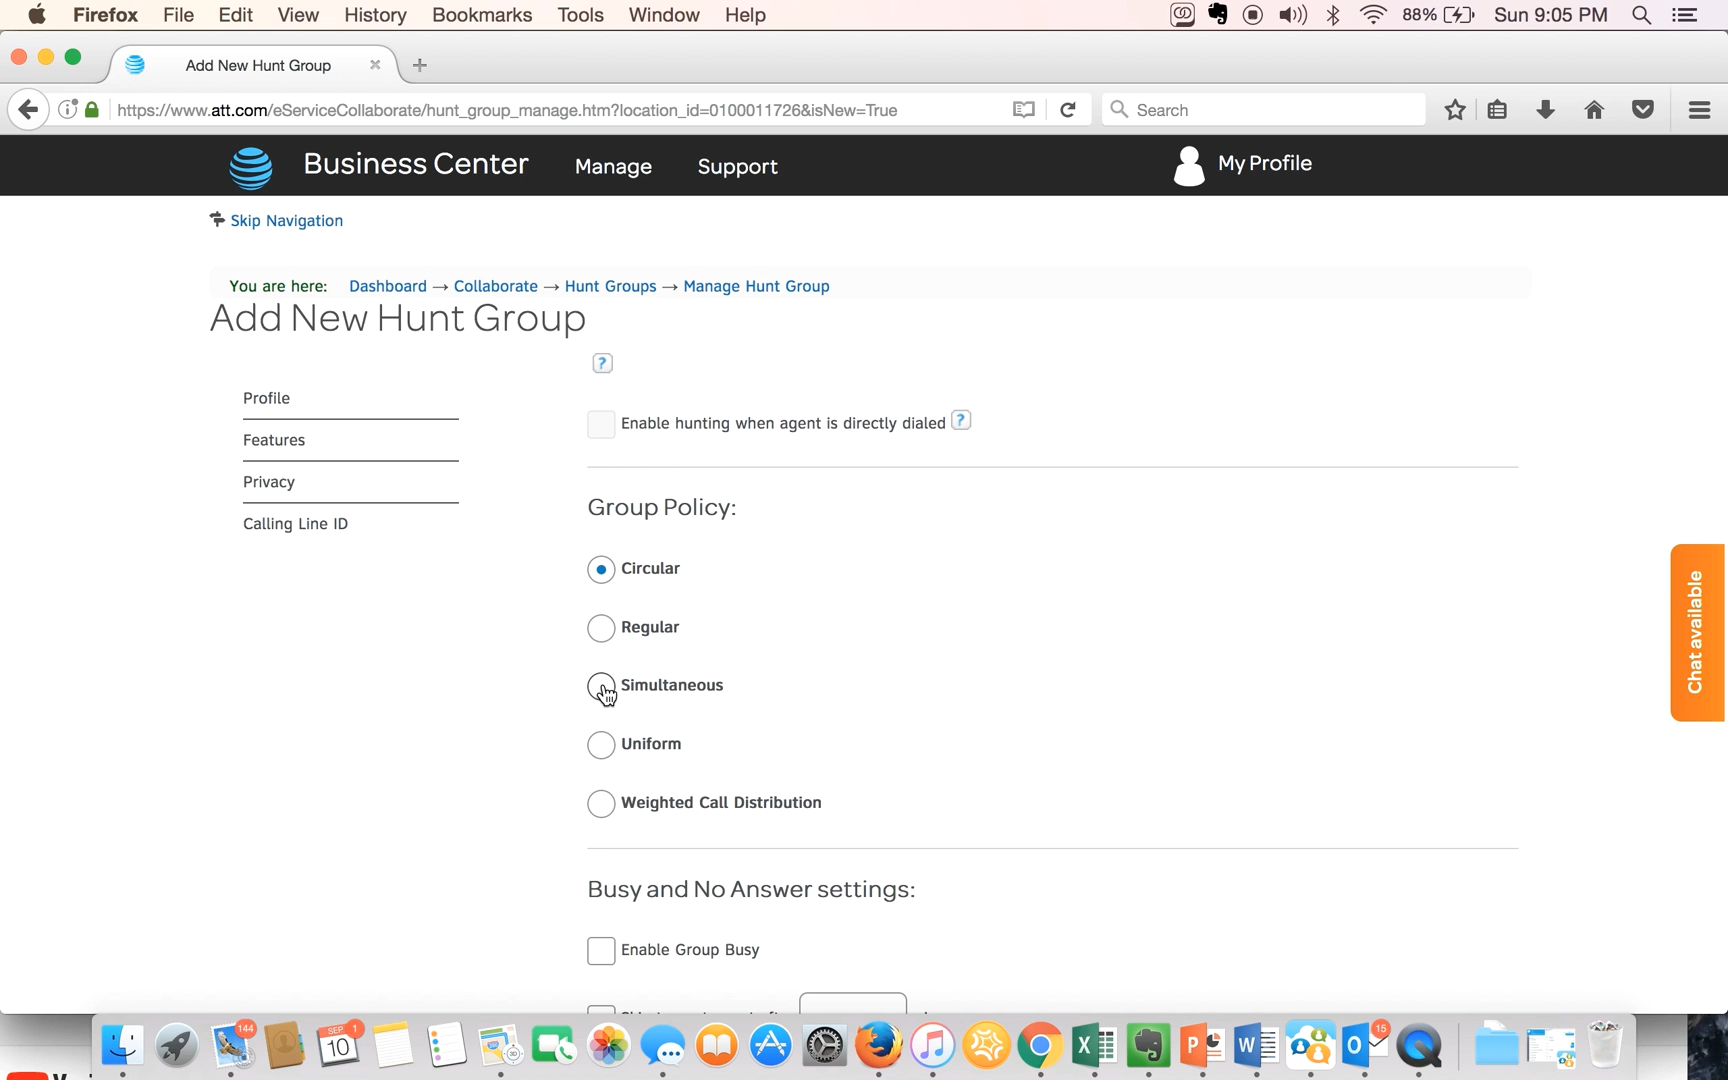 Firefox File Edit View History Bookmarks Tools Window Help 88% Sun 9:05 PM
Add New Hunt Group
https://www.att.com/eServiceCollaborate/hunt_group_manage.htm?location_id=0100011726&isNew=True Search
Business Center Manage Support My Profile
Skip Navigation
You are here: Dashboard → Collaborate → Hunt Groups → Manage Hunt Group
Add New Hunt Group
?
Profile
Enable hunting when agent is directly dialed ?
Features
Privacy
Group Policy:
Calling Line ID
Circular
Regular
Simultaneous
Uniform
Weighted Call Distribution
Chat available
Busy and No Answer settings:
Enable Group Busy
144
SEP 1
10
3D
X
P
W
O
15